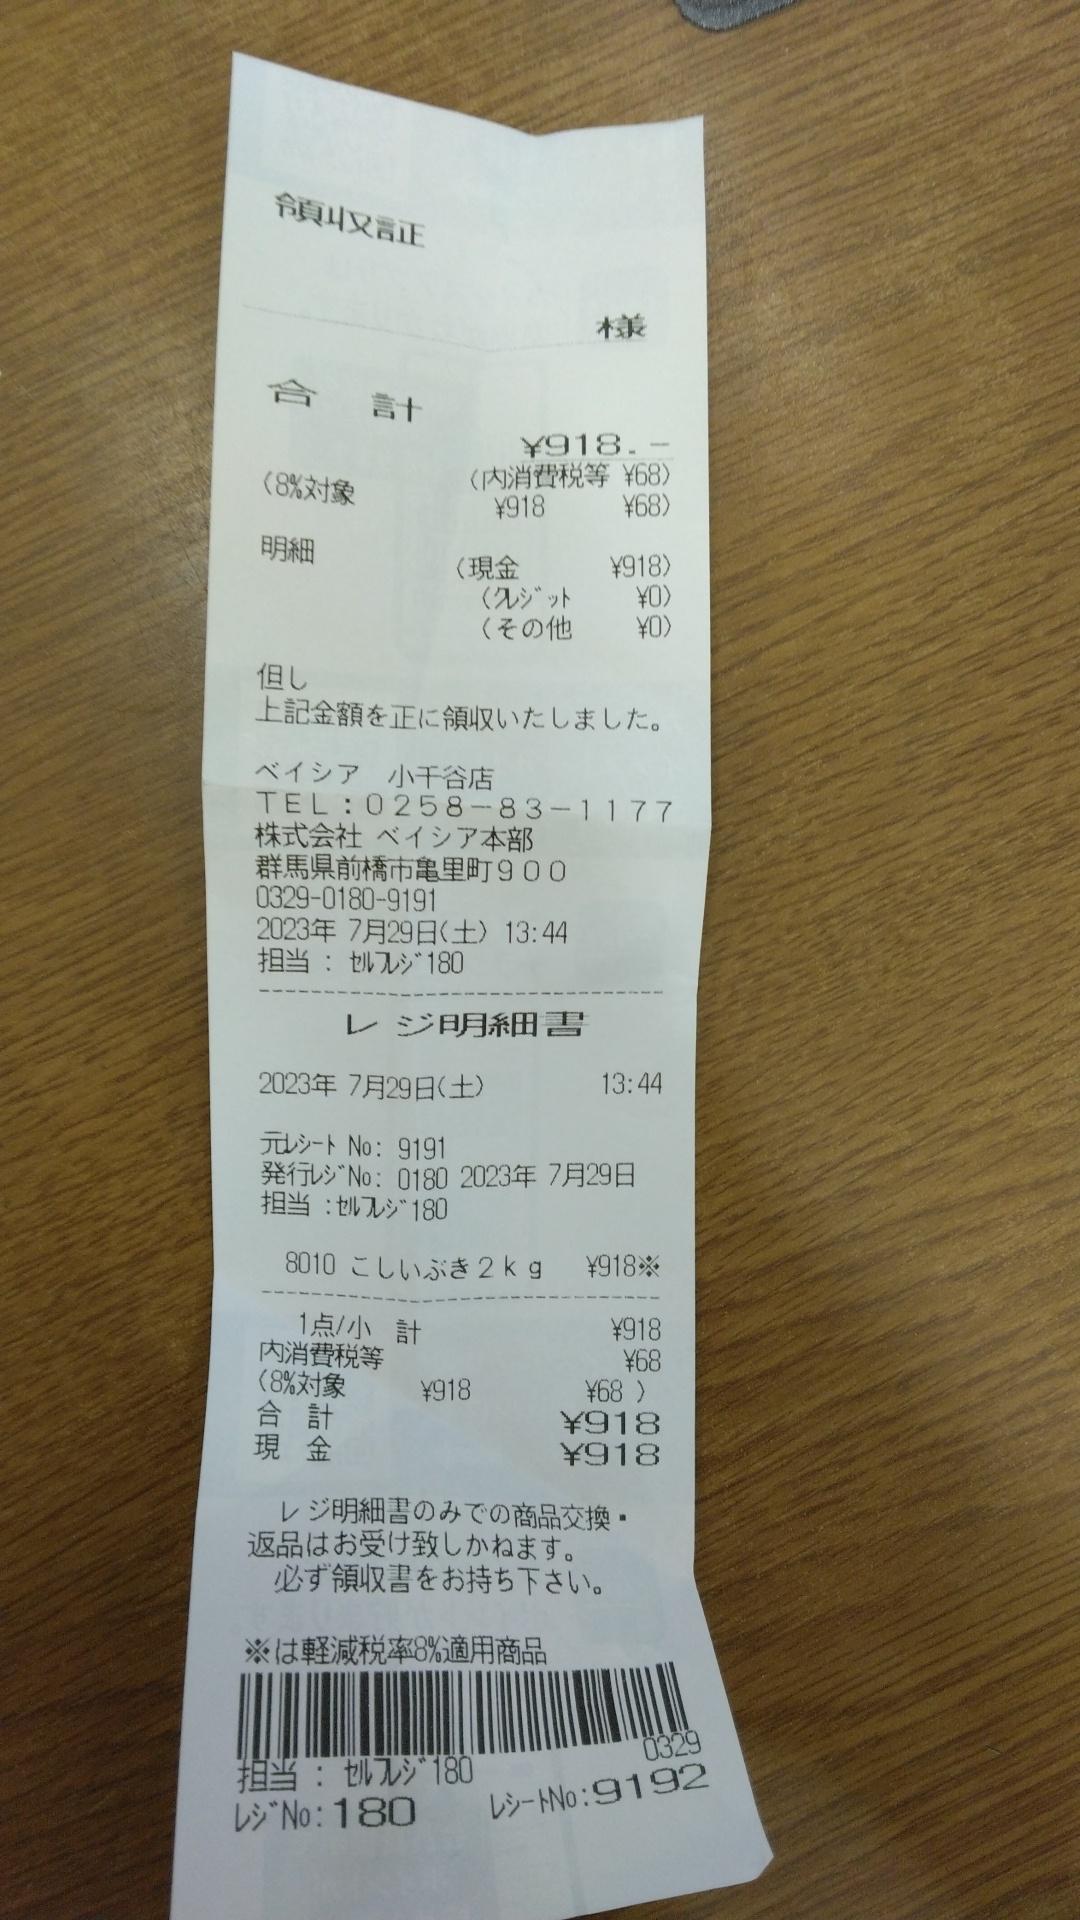 領収証
様
合 計
¥918.-
(内消費税等 ¥68)
(8%対象 ¥918 ¥68)
明細
(現金 ¥918)
(クレジット ¥0)
(その他 ¥0)
但し
上記金額を正に領収いたしました。
ベイシア 小千谷店
TEL:0258-83-1177
株式会社 ベイシア本部
群馬県前橋市亀里町900
0329-0180-9191
2023年 7月29日(土) 13:44
担当 : セルフレジ180
レジ明細書
2023年 7月29日(土) 13:44
元レシート No: 9191
発行レジNo: 0180 2023年 7月29日
担当 :セルフレジ180
8010 こしいぶき2kg ¥918※
1点/小 計 ¥918
内消費税等 ¥68
(8%対象 ¥918 ¥68 )
合 計 ¥918
現 金 ¥918
レジ明細書のみでの商品交換・
返品はお受け致しかねます。
必ず領収書をお持ち下さい。
※は軽減税率8%適用商品
0329
担当 : セルフレジ180
レジNo:180 レシートNo:9192